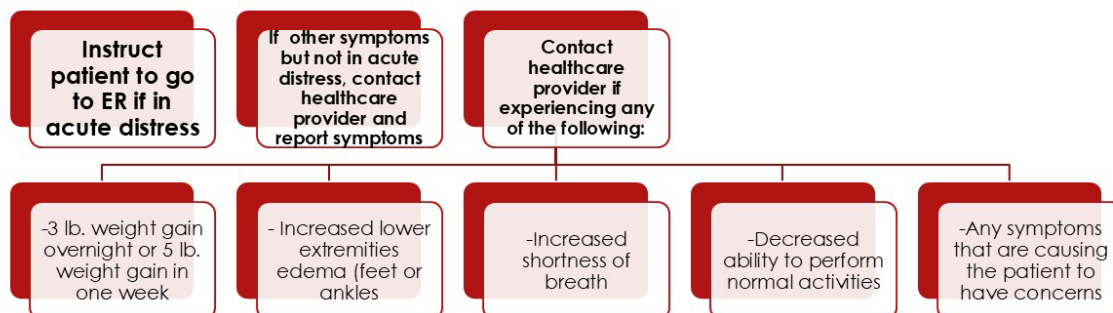 Instruct
patient to go
to ER if in
acute distress
If other symptoms
but not in acute
distress, contact
healthcare
provider and
report symptoms
Contact
healthcare
provider if
experiencing any
of the following:
-3 lb. weight gain
overnight or 5 lb.
weight gain in
one week
- Increased lower
extremities
edema (feet or
ankles
-Increased
shortness of
breath
-Decreased
ability to perform
normal activities
-Any symptoms
that are causing
the patient to
have concerns